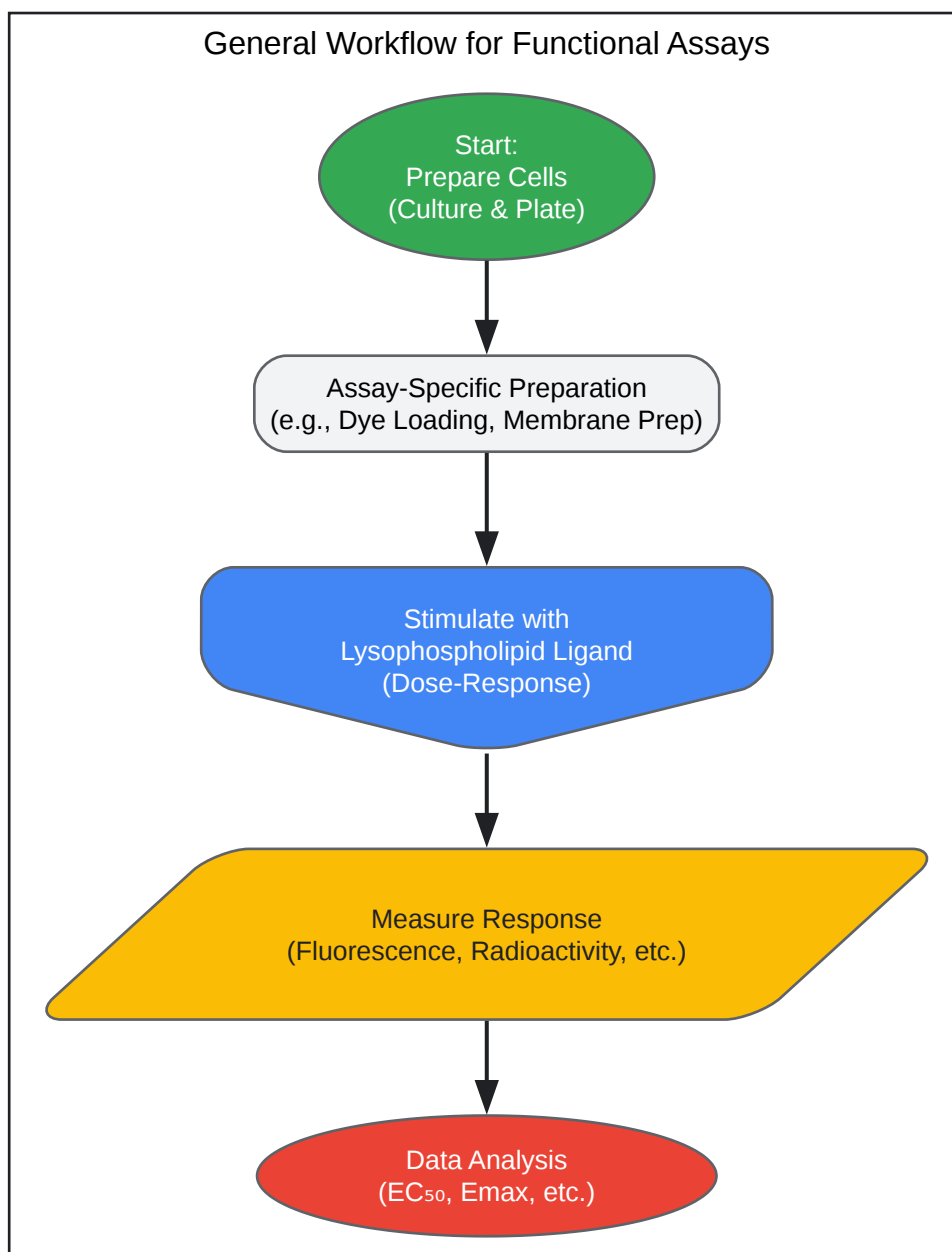 General Workflow for Functional Assays
Start:
Prepare Cells
(Culture & Plate)
Assay-Specific Preparation
(e.g., Dye Loading, Membrane Prep)
Stimulate with
Lysophospholipid Ligand
(Dose-Response)
Measure Response
(Fluorescence, Radioactivity, etc.)
Data Analysis
(EC₅₀, Emax, etc.)